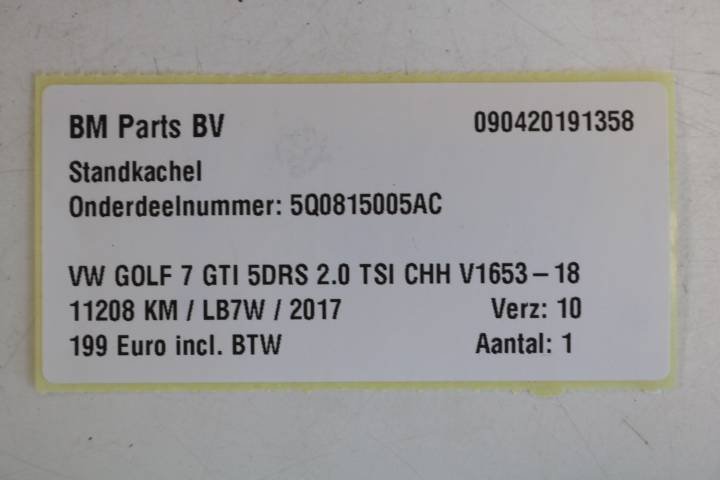 BM Parts BV 090420191358
Standkachel
Onderdeelnummer: 5Q0815005AC
VW GOLF 7 GTI 5DRS 2.0 TSI CHH V1653 – 18
11208 KM / LB7W / 2017 Verz: 10
199 Euro incl. BTW Aantal: 1